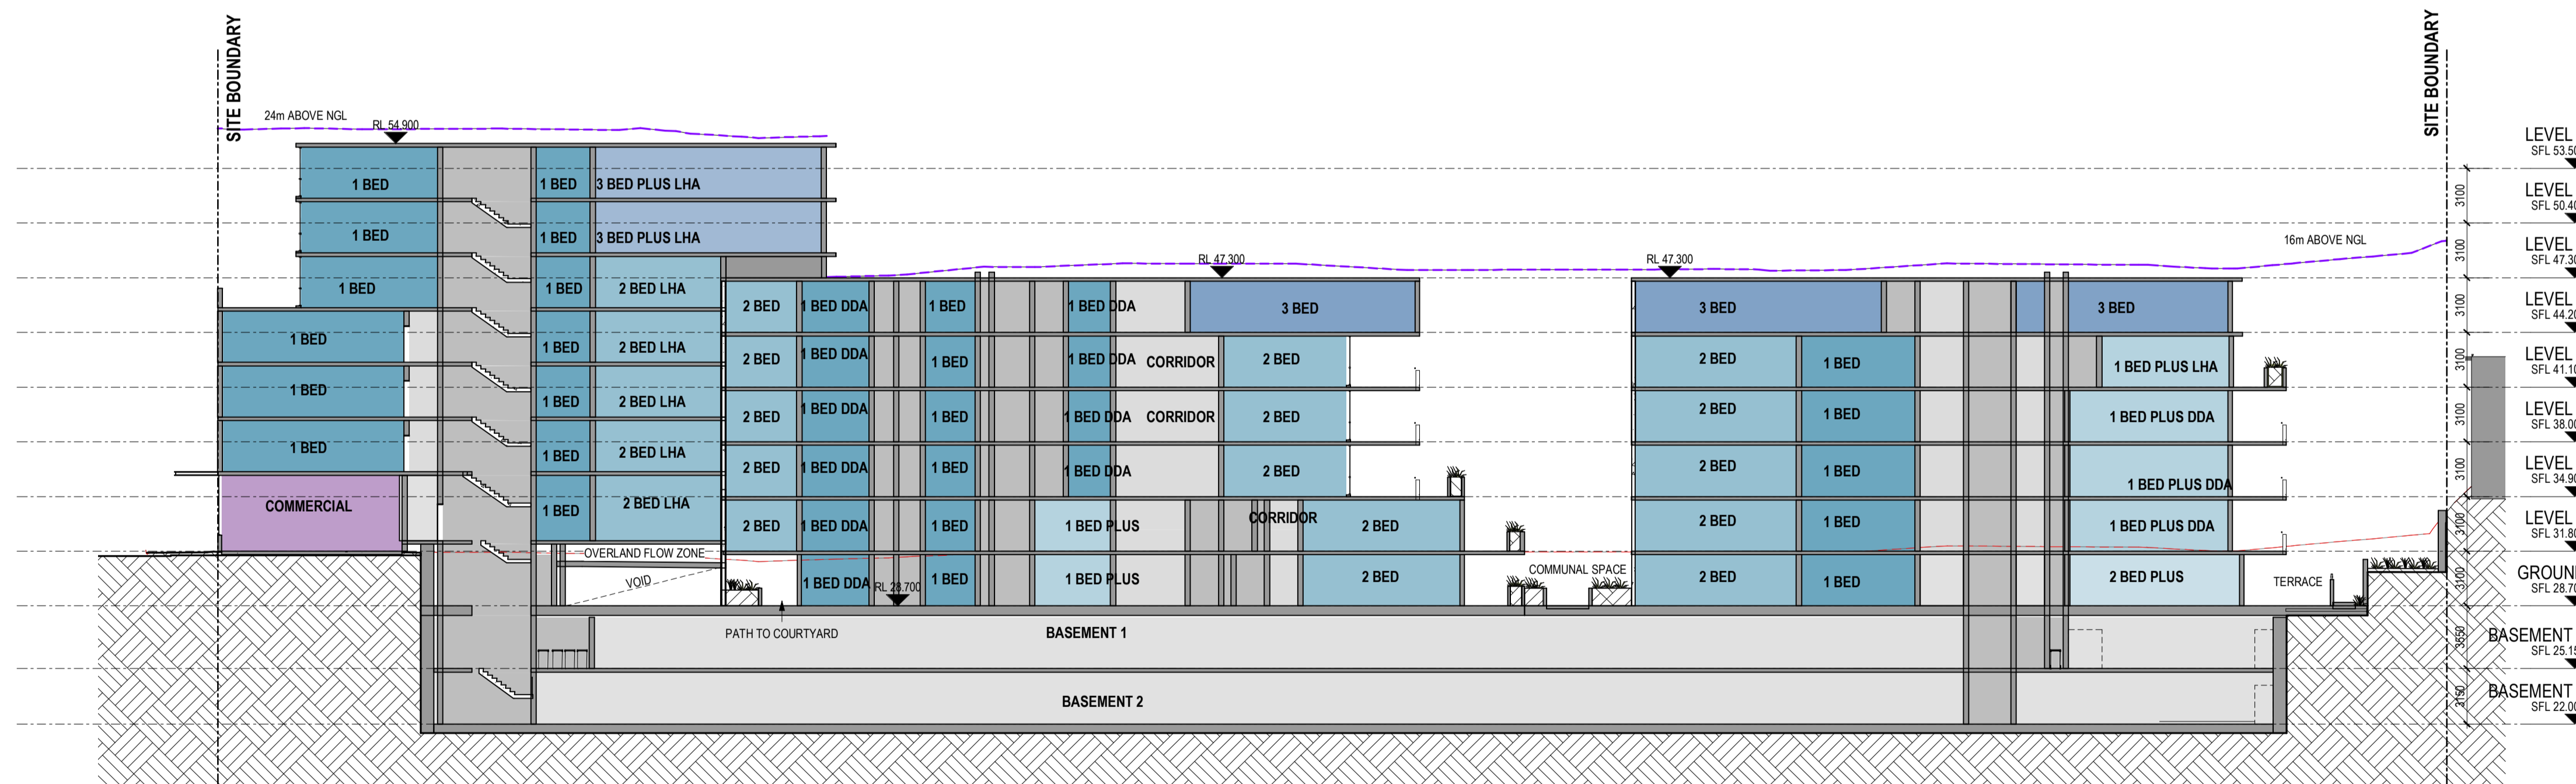 SITE BOUNDARY
SITE BOUNDARY
24m ABOVE NGL
RL 54.900
LEVEL
SFL 53.50
1 BED
1 BED
3 BED PLUS LHA
3100
LEVEL
SFL 50.40
1 BED
1 BED
3 BED PLUS LHA
3100
16m ABOVE NGL
LEVEL
SFL 47.30
RL 47.300
RL 47.300
1 BED
1 BED
2 BED LHA
3100
2 BED
1 BED DDA
1 BED
1 BED DDA
3 BED
3 BED
3 BED
3100
LEVEL
SFL 44.20
1 BED
1 BED
2 BED LHA
2 BED
1 BED DDA
1 BED
1 BED DDA
CORRIDOR
2 BED
2 BED
1 BED
1 BED PLUS LHA
3100
LEVEL
SFL 41.10
1 BED
1 BED
2 BED LHA
2 BED
1 BED DDA
1 BED
1 BED DDA
CORRIDOR
2 BED
2 BED
1 BED
1 BED PLUS DDA
3100
LEVEL
SFL 38.00
1 BED
1 BED
2 BED LHA
2 BED
1 BED DDA
1 BED
1 BED DDA
2 BED
2 BED
1 BED
1 BED PLUS DDA
3100
LEVEL
SFL 34.90
COMMERCIAL
1 BED
2 BED LHA
2 BED
1 BED DDA
1 BED
1 BED PLUS
CORRIDOR
2 BED
2 BED
1 BED
1 BED PLUS DDA
3100
LEVEL
SFL 31.80
OVERLAND FLOW ZONE
VOID
1 BED DDA
RL 28.700
1 BED
1 BED PLUS
2 BED
COMMUNAL SPACE
2 BED
1 BED
2 BED PLUS
TERRACE
3100
GROUN
SFL 28.70
PATH TO COURTYARD
BASEMENT 1
3550
BASEMENT
SFL 25.15
BASEMENT 2
3150
BASEMENT
SFL 22.00